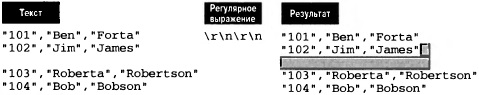 Текст
Регулярное
выражение
Результат
"101","Ben","Forta"
"102","Jim","James"
"103","Roberta","Robertson"
"104","Bob","Bobson"
\r\n\r\n
"101","Ben","Forta"
"102","Jim","James"
"103","Roberta","Robertson"
"104","Bob","Bobson"